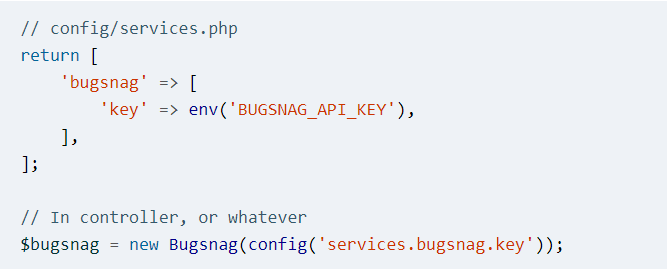 // config/services.php
return [
    'bugsnag' => [
        'key' => env('BUGSNAG_API_KEY'),
    ],
];

// In controller, or whatever
$bugsnag = new Bugsnag(config('services.bugsnag.key'));